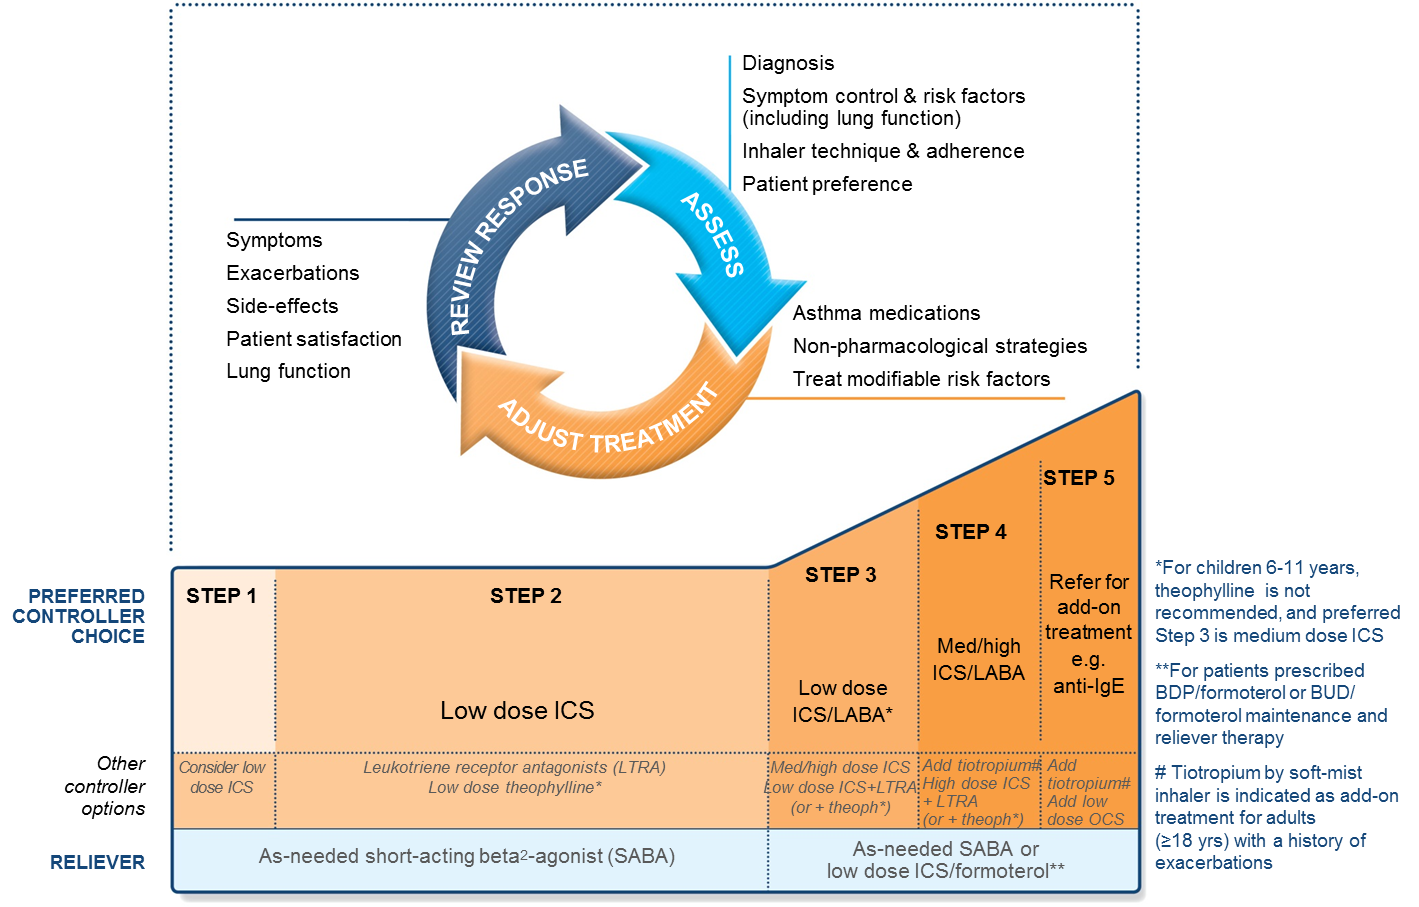 Diagnosis
Symptom control & risk factors
(including lung function)
Inhaler technique & adherence
Patient preference
REVIEW RESPONSE
ASSESS
ADJUST TREATMENT
Symptoms
Exacerbations
Side-effects
Patient satisfaction
Lung function
Asthma medications
Non-pharmacological strategies
Treat modifiable risk factors
PREFERRED
CONTROLLER
CHOICE
STEP 1
STEP 2
Low dose ICS
STEP 3
Low dose
ICS/LABA*
STEP 4
Med/high
ICS/LABA
STEP 5
Refer for
add-on
treatment
e.g.
anti-IgE
Other
controller
options
Consider low
dose ICS
Leukotriene receptor antagonists (LTRA)
Low dose theophylline*
Med/high dose ICS
Low dose ICS+LTRA
(or + theoph*)
Add tiotropium#
High dose ICS
+ LTRA
(or + theoph*)
Add
tiotropium#
Add low
dose OCS
RELIEVER
As-needed short-acting beta2-agonist (SABA)
As-needed SABA or
low dose ICS/formoterol**
*For children 6-11 years,
theophylline is not
recommended, and preferred
Step 3 is medium dose ICS
**For patients prescribed
BDP/formoterol or BUD/
formoterol maintenance and
reliever therapy
# Tiotropium by soft-mist
inhaler is indicated as add-on
treatment for adults
(≥18 yrs) with a history of
exacerbations